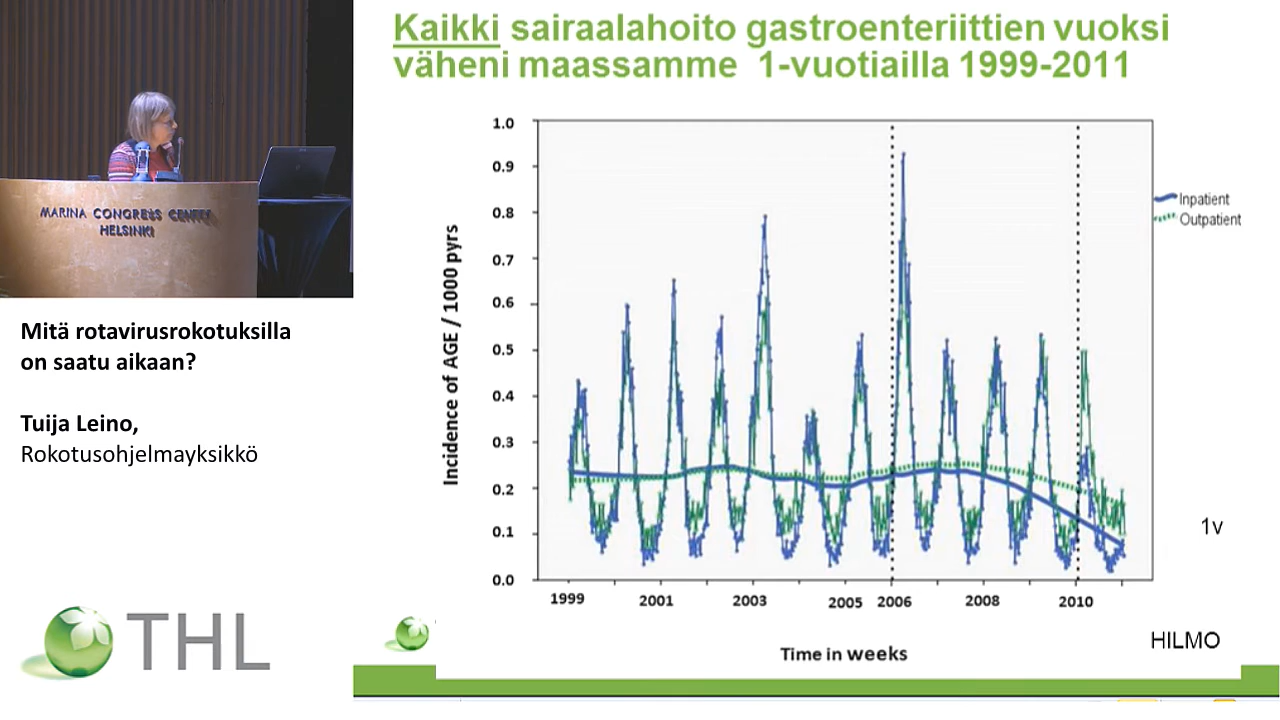 Kaikki sairaalahoito gastroenteriittien vuoksi
väheni maassamme 1-vuotiailla 1999-2011
MARINA CONGRESS CENTER
HELSINKI
Mitä rotavirusrokotuksilla
on saatu aikaan?
Tuija Leino,
Rokotusohjelmayksikkö
THL
Incidence of AGE / 1000 pyrs
1.0
0.9
0.8
0.7
0.6
0.5
0.4
0.3
0.2
0.1
0.0
1999 2001 2003 2005 2006 2008 2010
Time in weeks
Inpatient
Outpatient
1v
HILMO